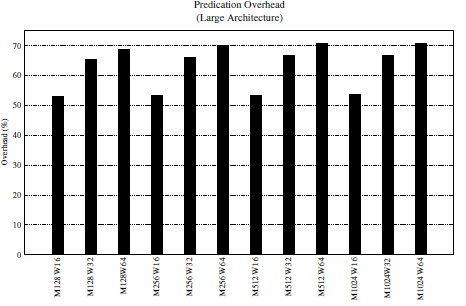 Predication Overhead
(Large Architecture)
70
60
50
40
30
20
10
0
Overhead (%)
M128 W16
M128 W32
M128W64
M256 W16
M256 W32
M256 W64
M512 W16
M512 W32
M512 W64
M1024 W16
M1024W32
M1024 W64